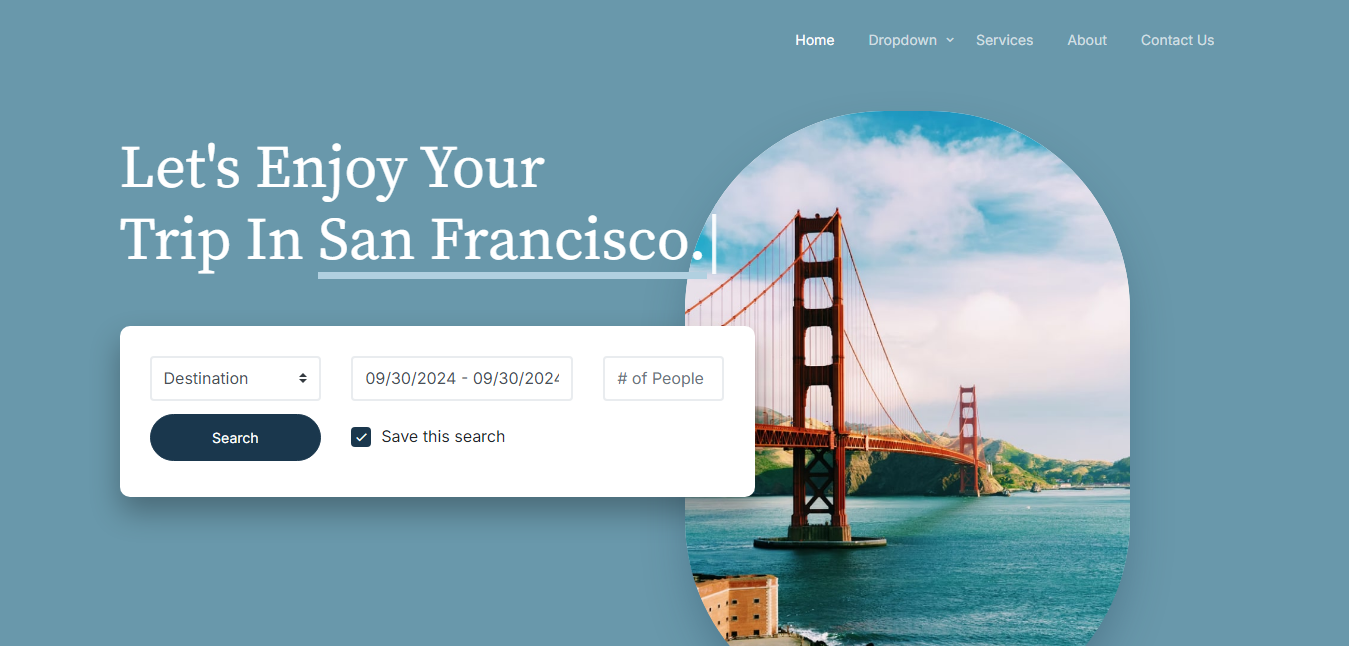 Home Dropdown Services About Contact Us
Let's Enjoy Your
Trip In San Francisco.
Destination 09/30/2024 - 09/30/2024 # of People
Search Save this search